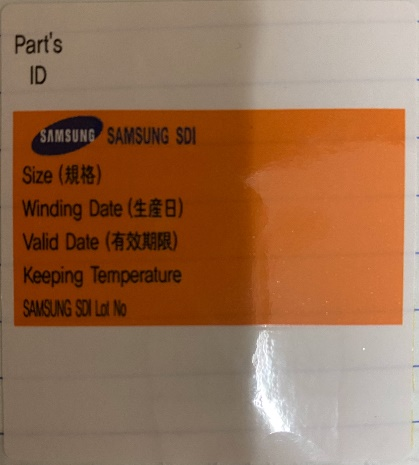 Part's
ID
SAMSUNG SAMSUNG SDI
Size (規格)
Winding Date (生産日)
Valid Date (有效期限)
Keeping Temperature
SAMSUNG SDI Lot No